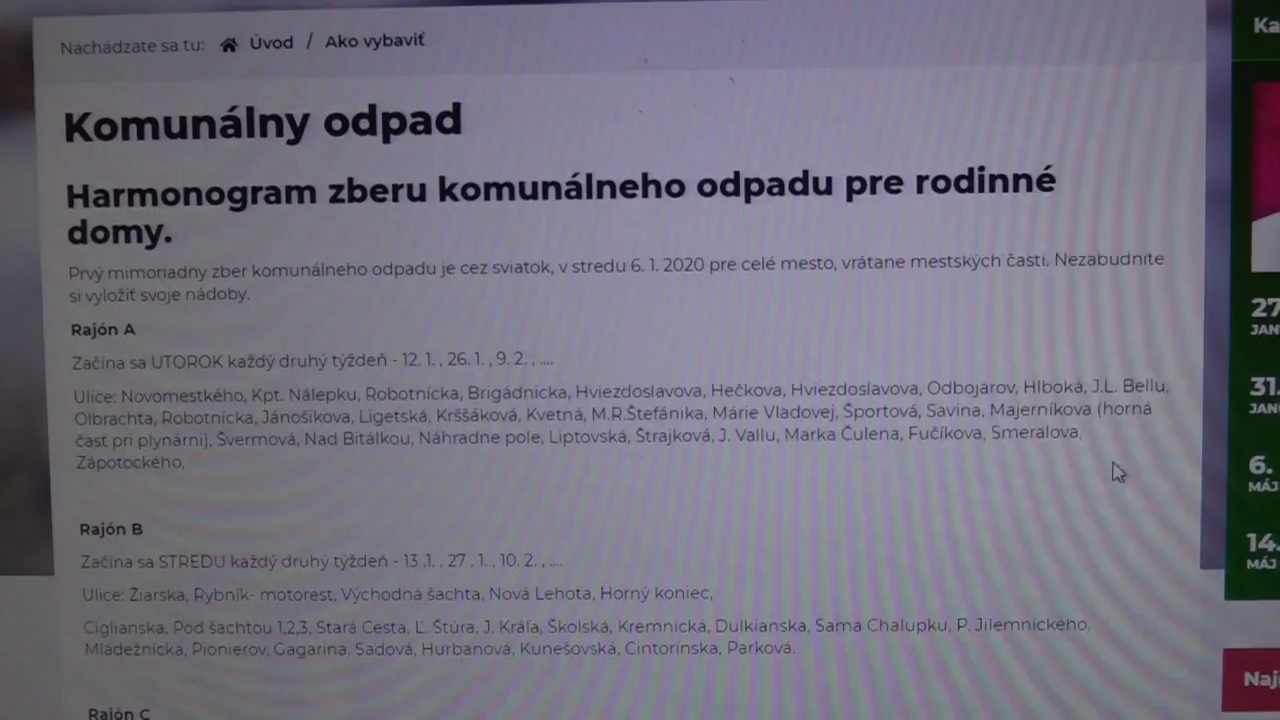 Nachádzate sa tu: Úvod / Ako vybaviť
Komunálny odpad
Harmonogram zberu komunálneho odpadu pre rodinné
domy.
Prvý mimoriadny zber komunálneho odpadu je cez sviatok, v stredu 6. 1. 2020 pre celé mesto, vrátane mestských častí. Nezabudnite
si vyložiť svoje nádoby.
Rajón A
Začína sa UTOROK každý druhý týždeň - 12. 1. , 26. 1. , 9. 2. , ....
Ulice: Novomestkého, Kpt. Nálepku, Robotnícka, Brigádnicka, Hviezdoslavova, Hečkova, Hviezdoslavova, Odbojárov, Hlboká, J.L. Bellu,
Olbrachta, Robotnícka, Jánošíkova, Ligetská, Krššáková, Kvetná, M.R.Štefánika, Márie Vladovej, Športová, Savina, Majerníkova (horná
časť pri plynárni), Švermová, Nad Bitálkou, Náhradne pole, Liptovská, Štrajková, J. Vallu, Marka Čulena, Fučíkova, Smeralova,
Zápotockého,
Rajón B
Začína sa STREDU každý druhý týždeň - 13 .1. , 27 . 1. , 10. 2. , ....
Ulice: Žiarska, Rybník- motorest, Východná šachta, Nová Lehota, Horný koniec,
Ciglianska, Pod šachtou 1,2,3, Stará Cesta, Ľ. Štúra, J. Kráľa, Školská, Kremnická, Dulkianska, Sama Chalupku, P. Jilemnického,
Mládežnícka, Pionierov, Gagarina, Sadová, Hurbanová, Kunešovská, Cintorínska, Parková.
Rajón C
Ka
27
JAN
31.
JAN
6.
MÁJ
14.
MÁJ
Naj